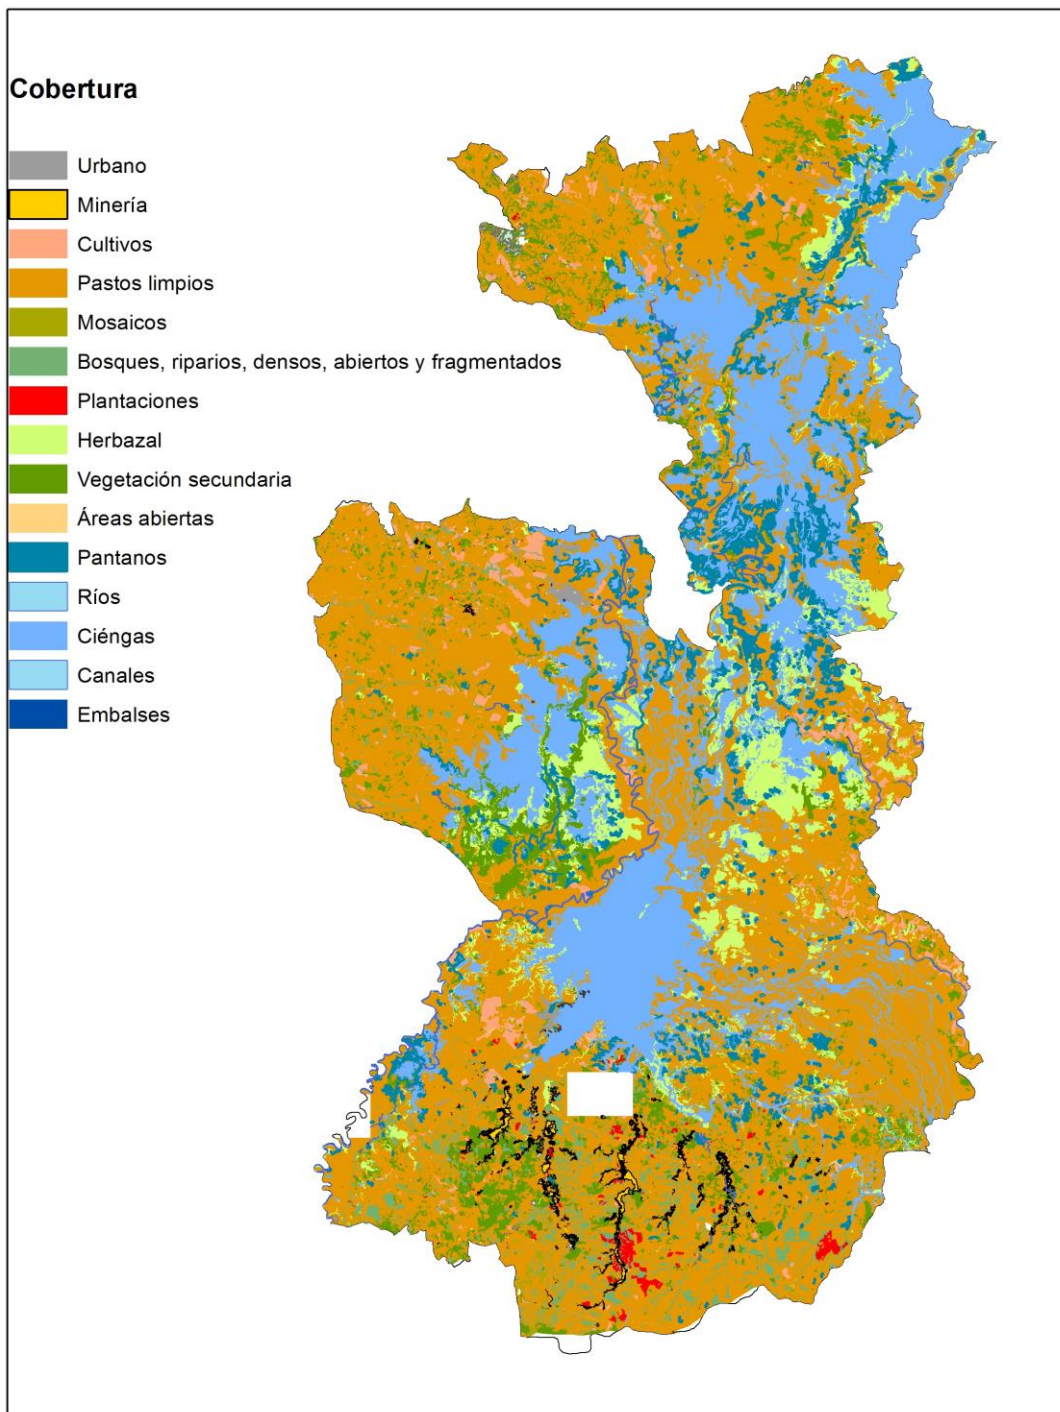 Cobertura
Urbano
Minería
Cultivos
Pastos limpios
Mosaicos
Bosques, riparios, densos, abiertos y fragmentados
Plantaciones
Herbazal
Vegetación secundaria
Áreas abiertas
Pantanos
Ríos
Ciéngas
Canales
Embalses